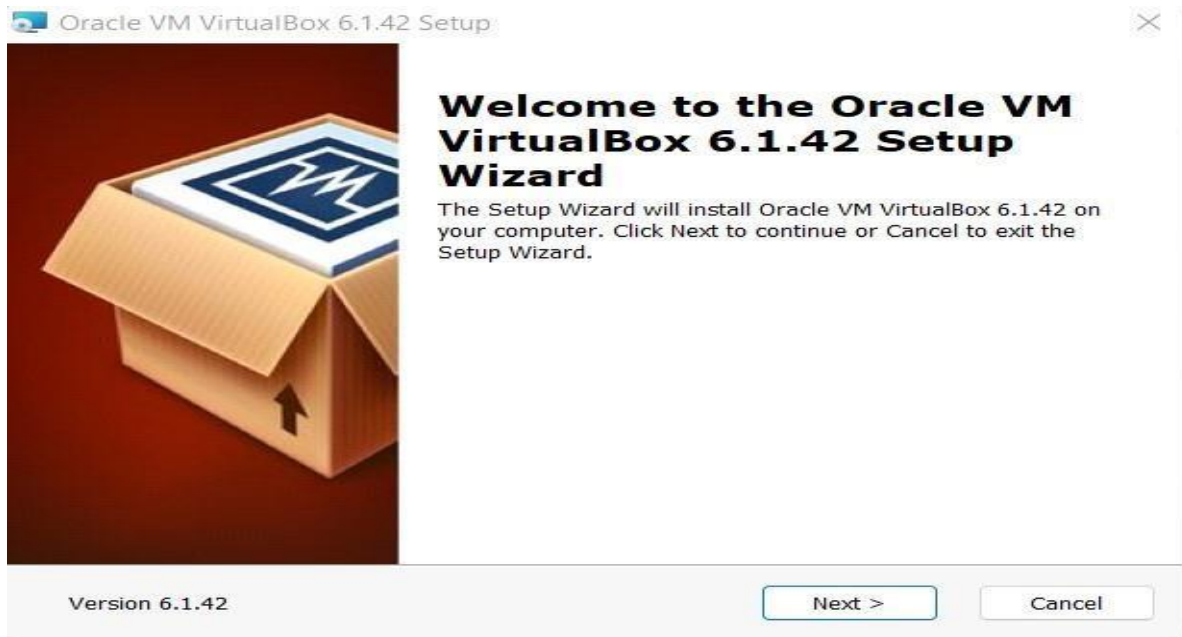 Oracle VM VirtualBox 6.1.42 Setup
Welcome to the Oracle VM
VirtualBox 6.1.42 Setup
Wizard
The Setup Wizard will install Oracle VM VirtualBox 6.1.42 on
your computer. Click Next to continue or Cancel to exit the
Setup Wizard.
Version 6.1.42
Next >
Cancel